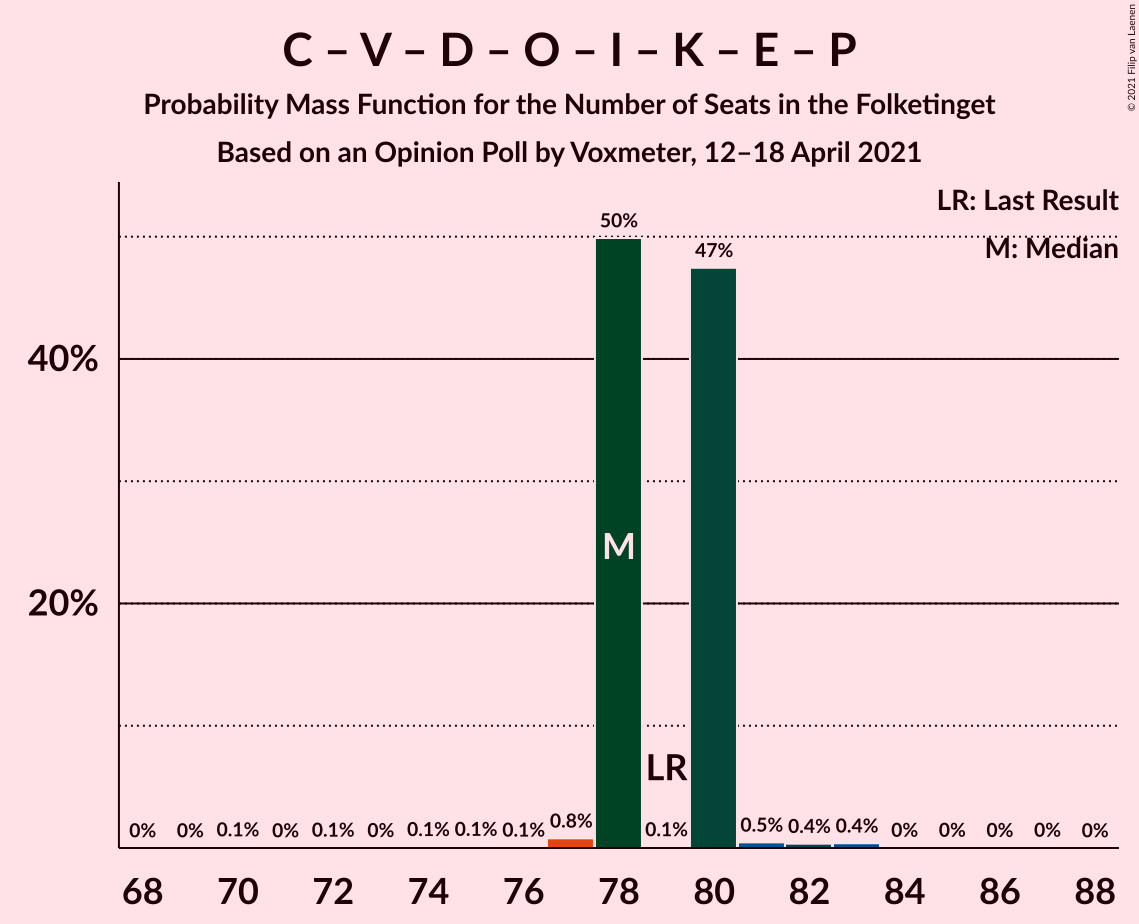 C – V – D – O – I – K – E – P
Probability Mass Function for the Number of Seats in the Folketinget
Based on an Opinion Poll by Voxmeter, 12–18 April 2021
© 2021 Filip van Laenen
LR: Last Result
M: Median
50%
47%
40%
M
20%
LR
0% 0% 0.1% 0% 0.1% 0% 0.1% 0.1% 0.1% 0.8% 0.1% 0.5% 0.4% 0.4% 0% 0% 0% 0% 0%
68 70 72 74 76 78 80 82 84 86 88